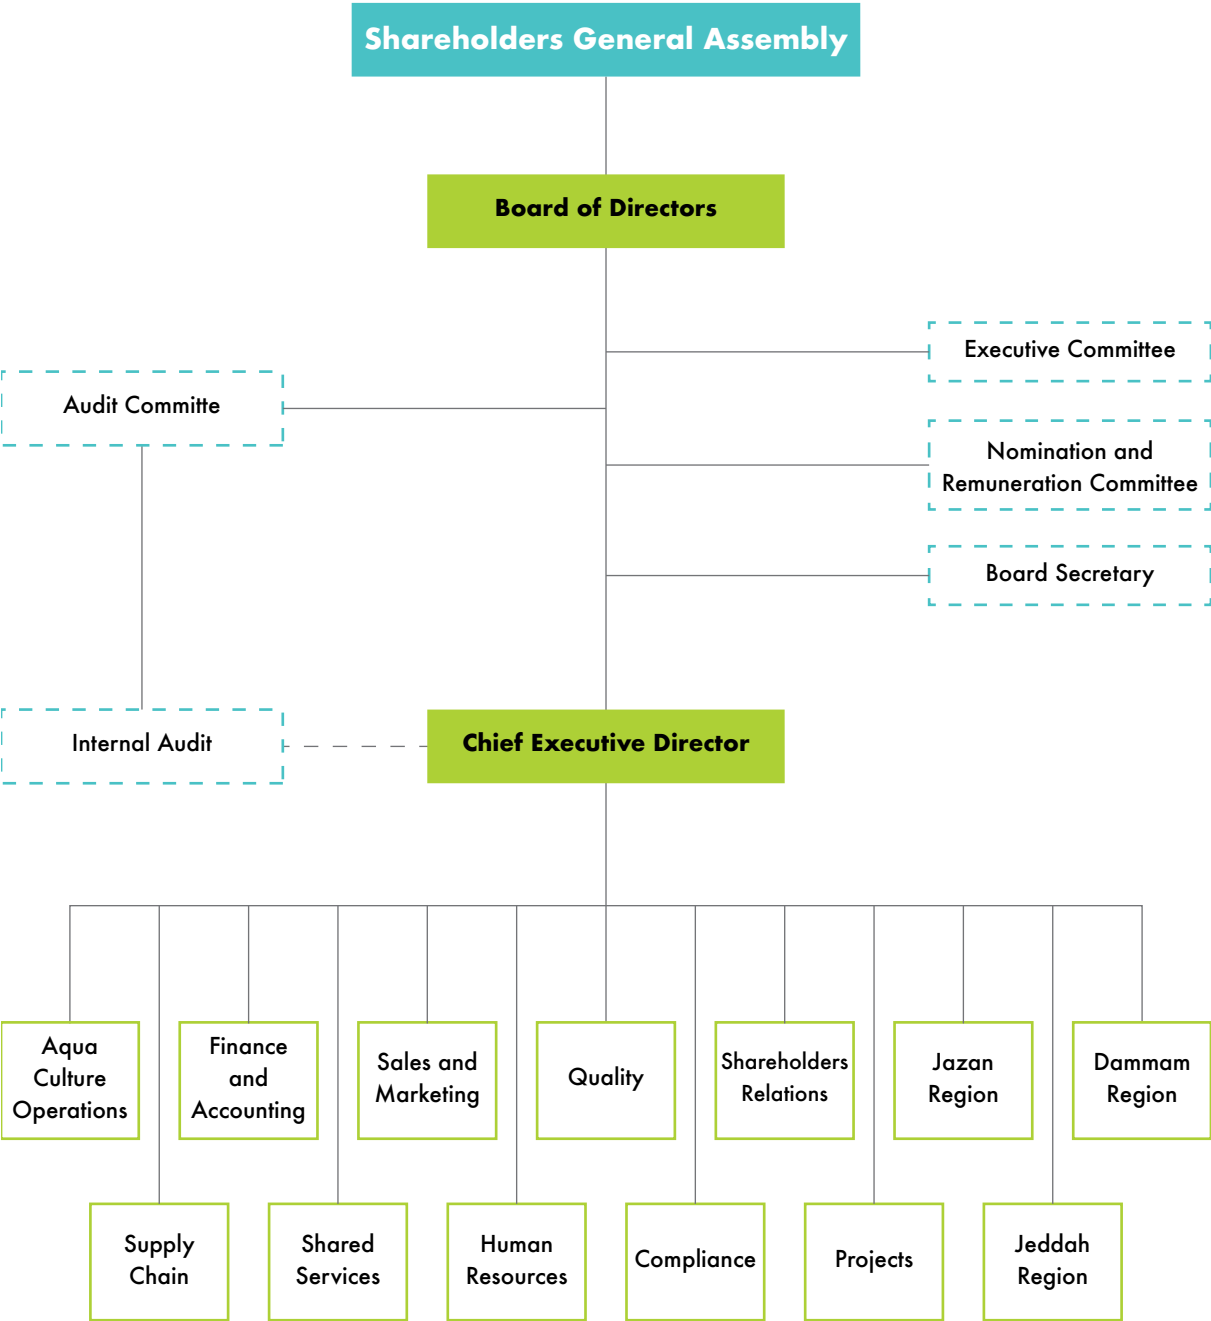 Shareholders General Assembly
Board of Directors
Executive Committee
Audit Committe
Nomination and
Remuneration Committee
Board Secretary
Internal Audit
Chief Executive Director
Aqua
Culture
Operations
Finance
and
Accounting
Sales and
Marketing
Quality
Shareholders
Relations
Jazan
Region
Dammam
Region
Supply
Chain
Shared
Services
Human
Resources
Compliance
Projects
Jeddah
Region